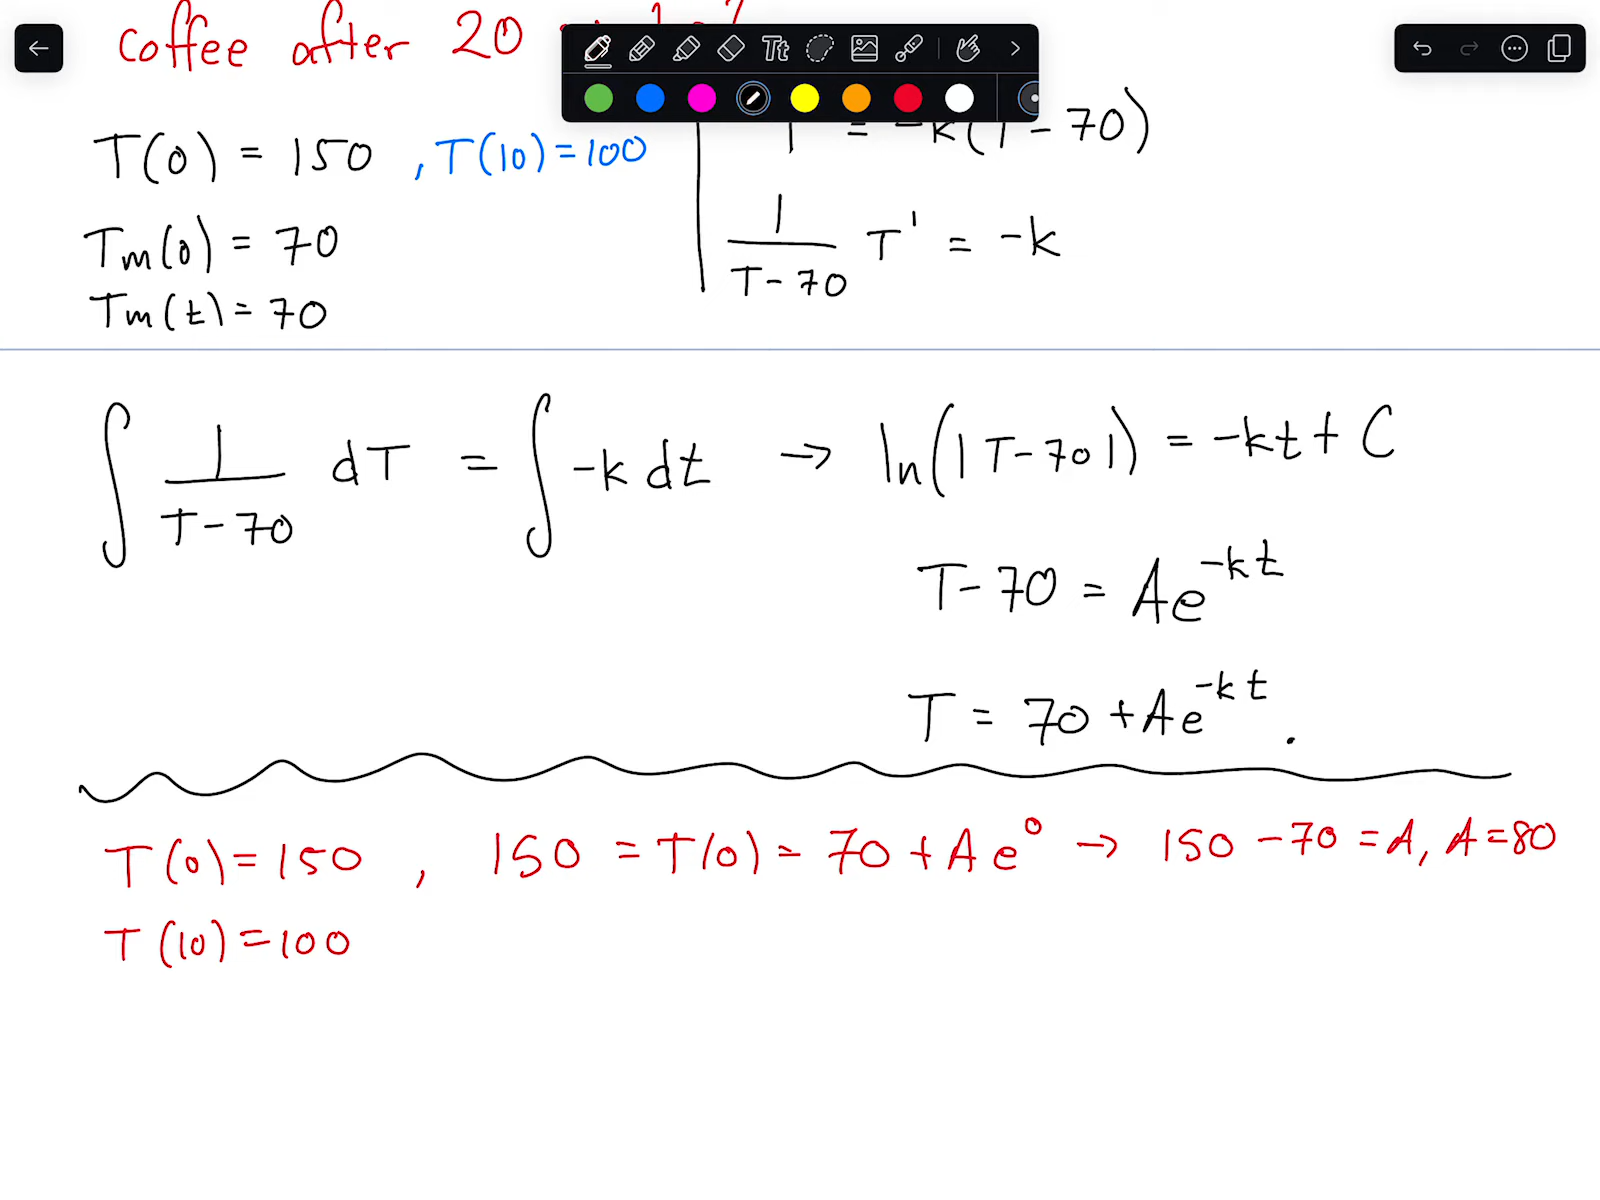 coffee after 20
T(0) = 150 , T(10) = 100
Tm(0) = 70
Tm(t) = 70
= -k(T - 70)
1/(T-70) T' = -k
∫ 1/(T-70) dT = ∫ -k dt → ln(|T-70|) = -kt + C
T - 70 = Ae^{-kt}
T = 70 + Ae^{-kt} .
T(0) = 150 , 150 = T(0) = 70 + A e^0 → 150 - 70 = A, A = 80
T(10) = 100
Tt